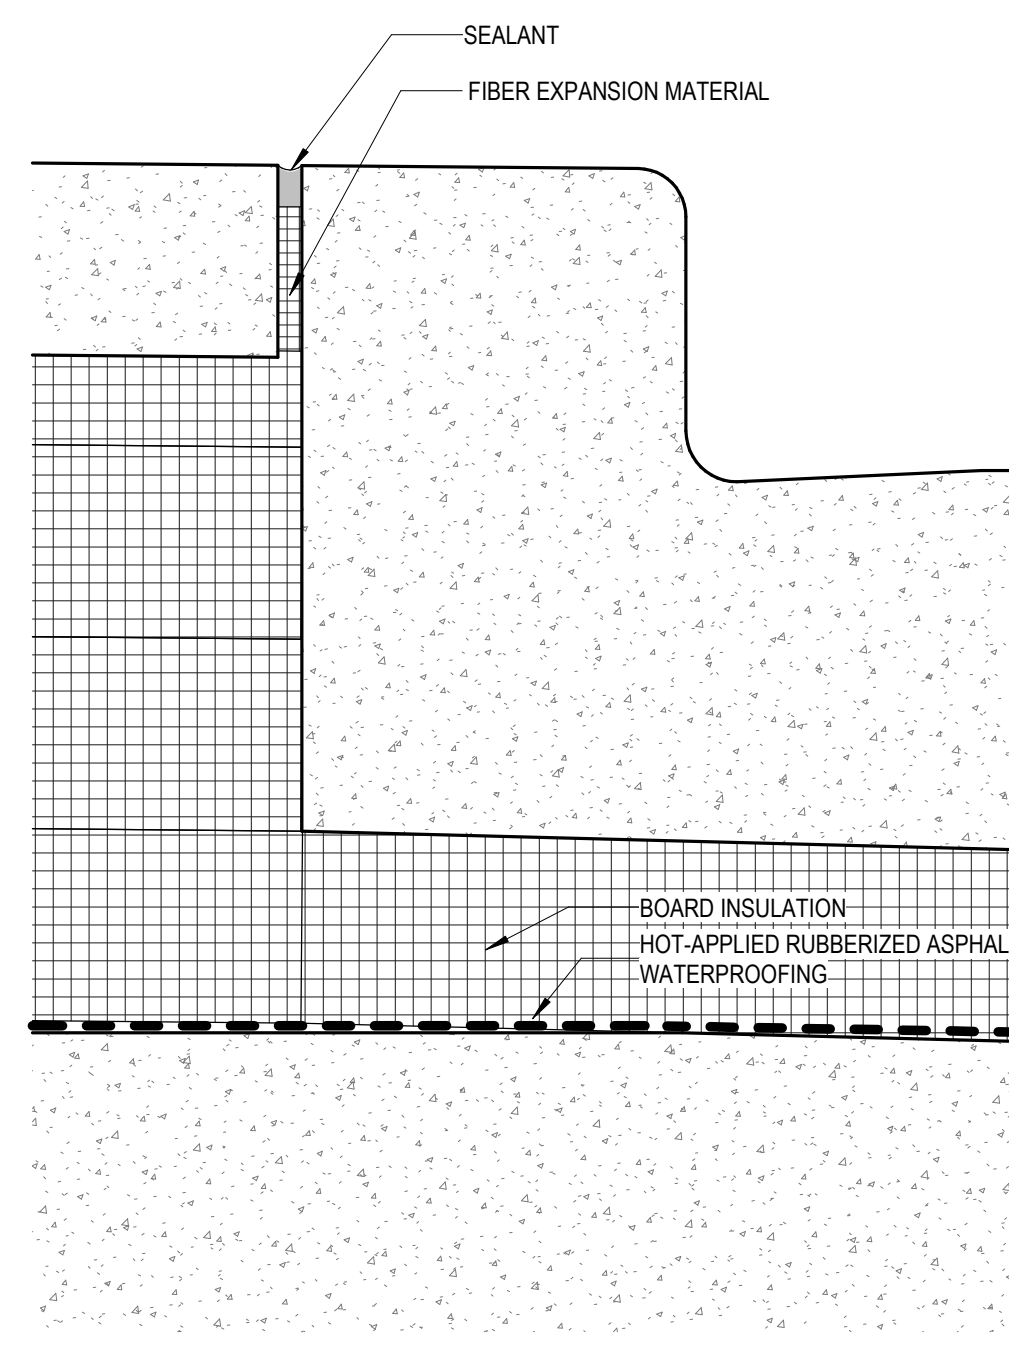 SEALANT
FIBER EXPANSION MATERIAL
BOARD INSULATION
HOT-APPLIED RUBBERIZED ASPHAL
WATERPROOFING